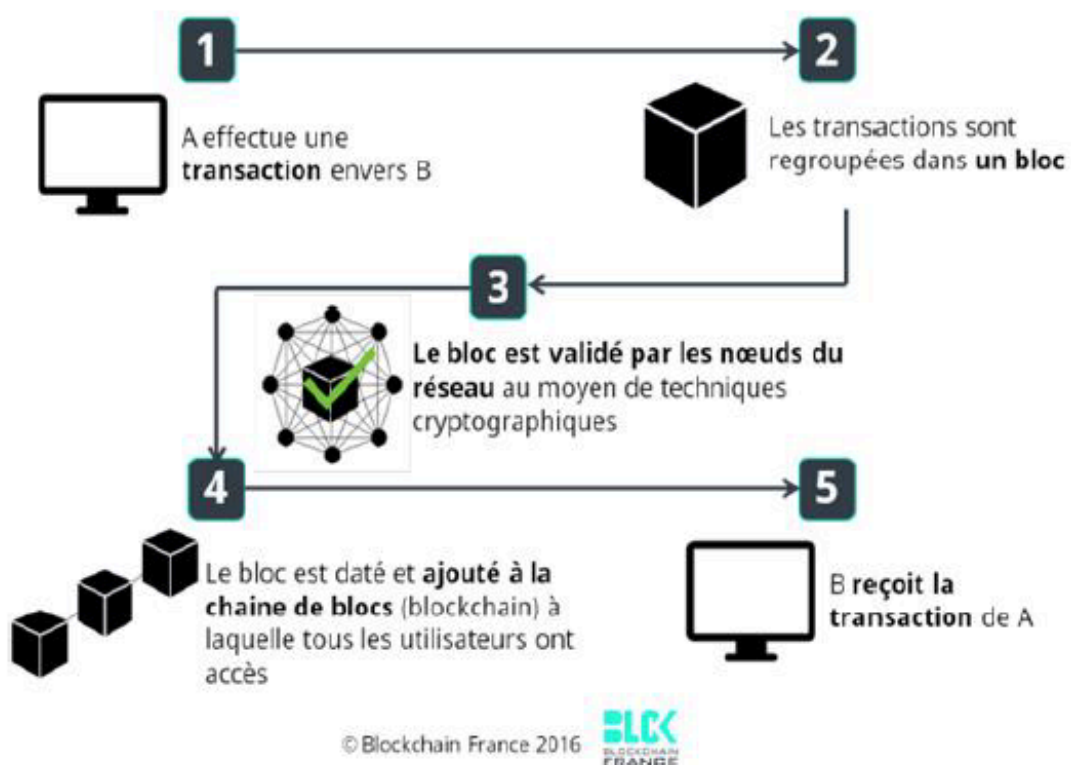 1
2
A effectue une
transaction envers B
Les transactions sont
regroupées dans un bloc
3
Le bloc est validé par les nœuds du
réseau au moyen de techniques
cryptographiques
4
5
Le bloc est daté et ajouté à la
chaine de blocs (blockchain) à
laquelle tous les utilisateurs ont
accès
B reçoit la
transaction de A
© Blockchain France 2016
BLCK
BLOCKCHAIN
FRANCE